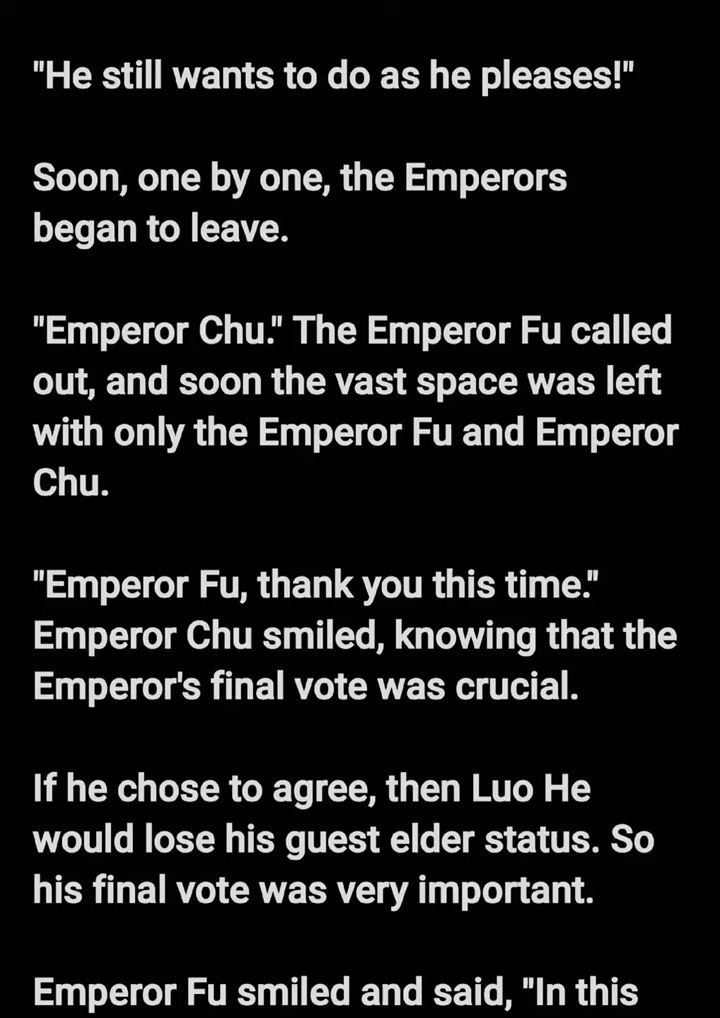 "He still wants to do as he pleases!"
Soon, one by one, the Emperors
began to leave.
"Emperor Chu." The Emperor Fu called
out, and soon the vast space was left
with only the Emperor Fu and Emperor
Chu.
"Emperor Fu, thank you this time."
Emperor Chu smiled, knowing that the
Emperor's final vote was crucial.
If he chose to agree, then Luo He
would lose his guest elder status. So
his final vote was very important.
Emperor Fu smiled and said, "In this